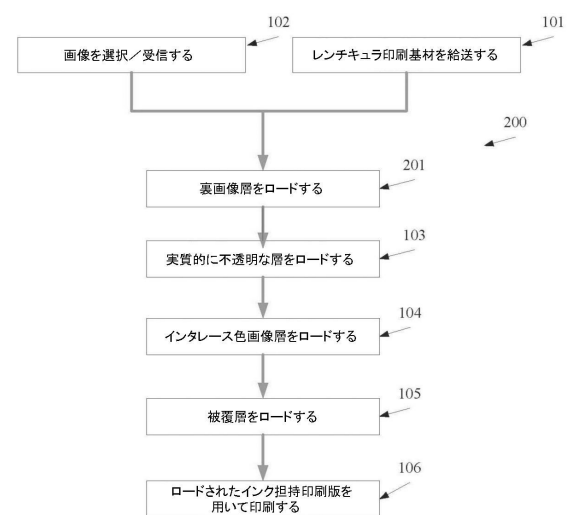 102
101
画像を選択／受信する
レンチキュラ印刷基材を給送する
200
201
裏画像層をロードする
103
実質的に不透明な層をロードする
104
インタレース色画像層をロードする
105
被覆層をロードする
106
ロードされたインク担持印刷版を
用いて印刷する